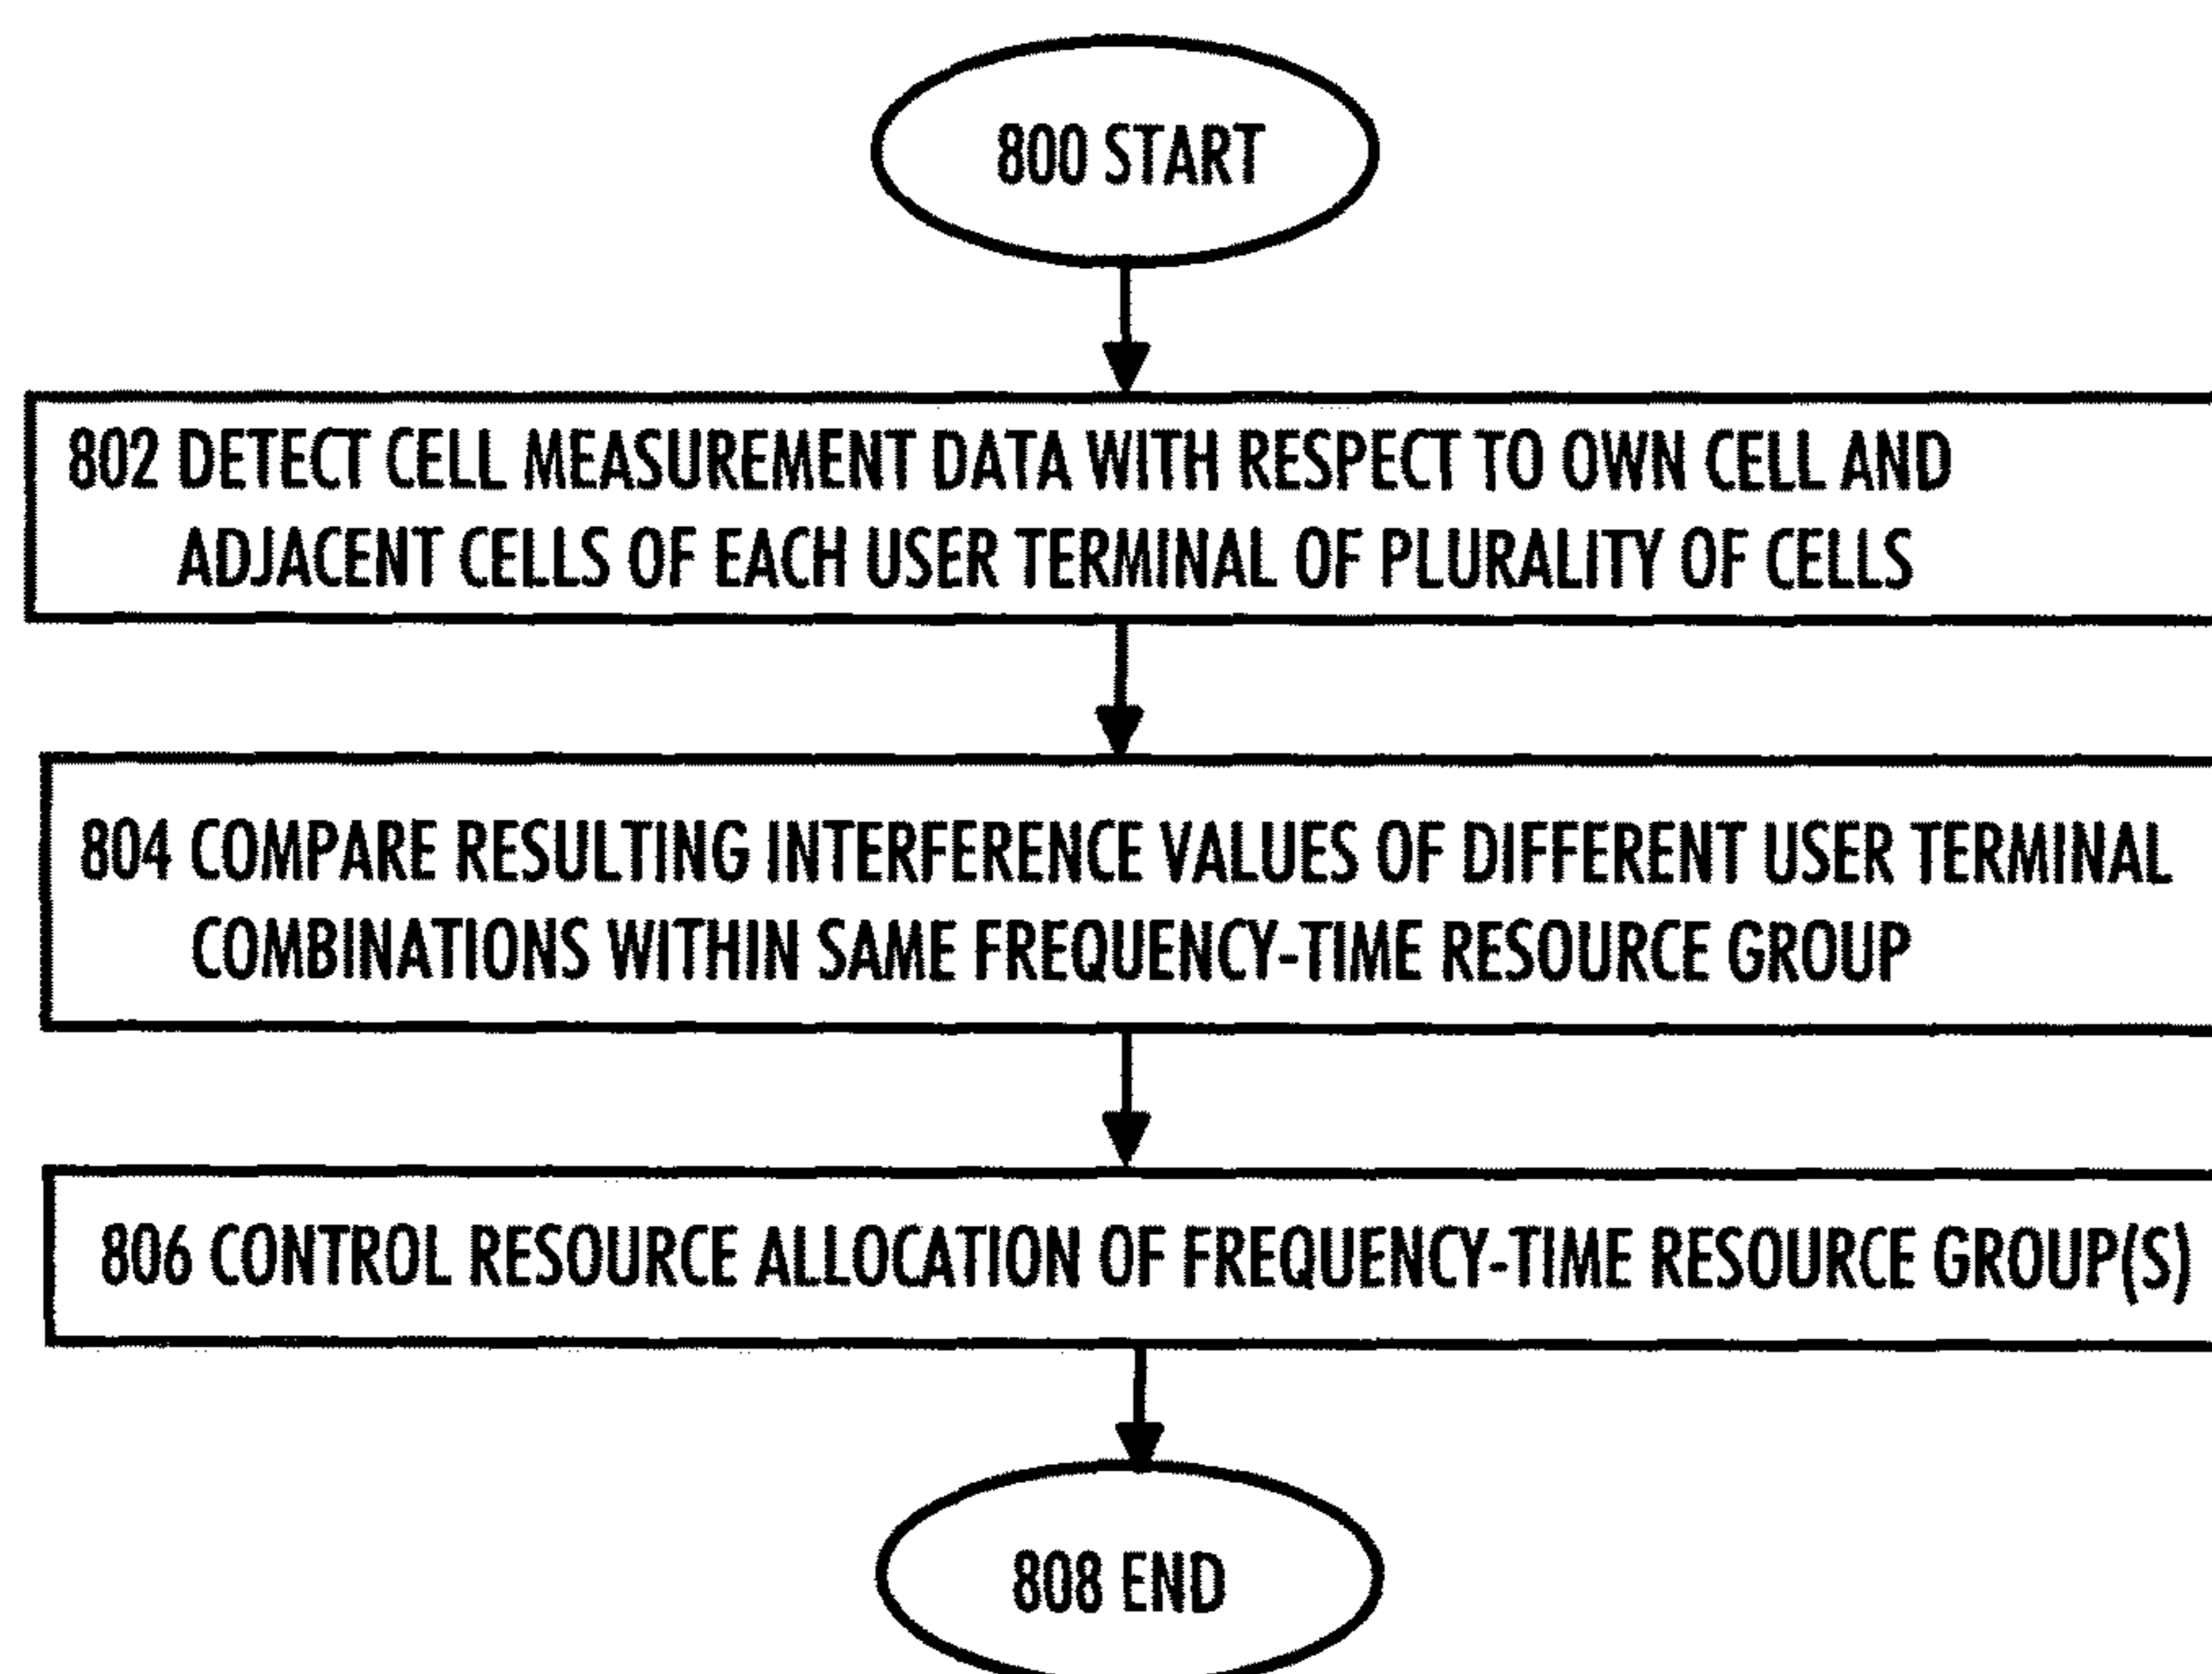 800 START
802 DETECT CELL MEASUREMENT DATA WITH RESPECT TO OWN CELL AND
ADJACENT CELLS OF EACH USER TERMINAL OF PLURALITY OF CELLS
804 COMPARE RESULTING INTERFERENCE VALUES OF DIFFERENT USER TERMINAL
COMBINATIONS WITHIN SAME FREQUENCY-TIME RESOURCE GROUP
806 CONTROL RESOURCE ALLOCATION OF FREQUENCY-TIME RESOURCE GROUP(S)
808 END